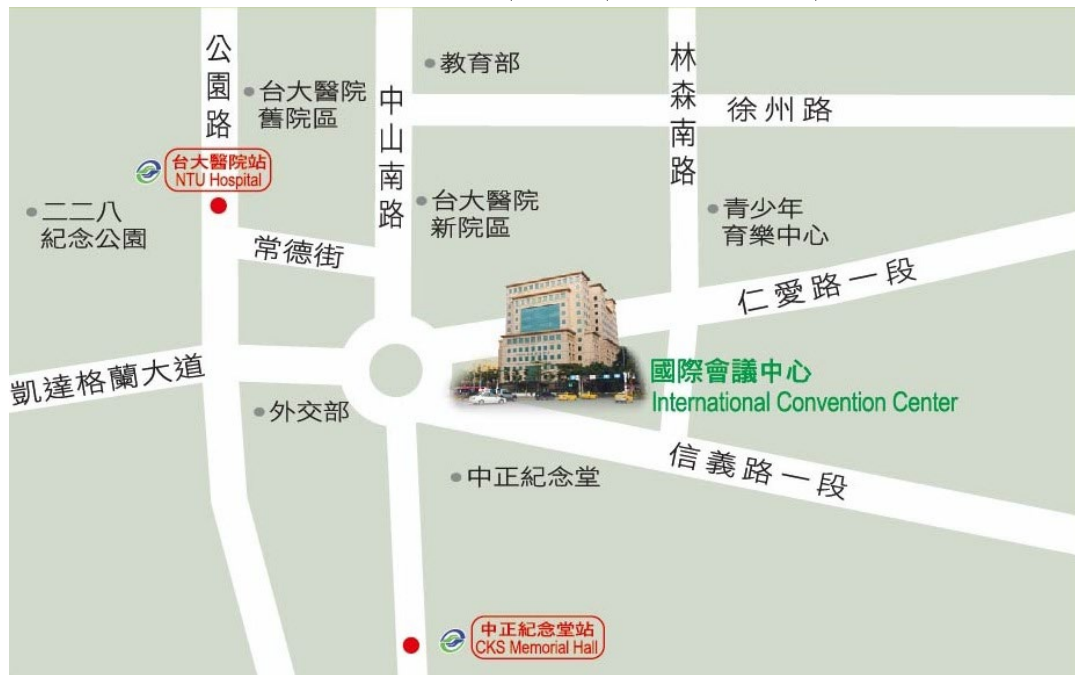 公園路
台大醫院
舊院區
中山南路
教育部
林森南路
徐州路
台大醫院站
NTU Hospital
二二八
紀念公園
台大醫院
新院區
青少年
育樂中心
常德街
仁愛路一段
凱達格蘭大道
國際會議中心
International Convention Center
外交部
信義路一段
中正紀念堂
中正紀念堂站
CKS Memorial Hall